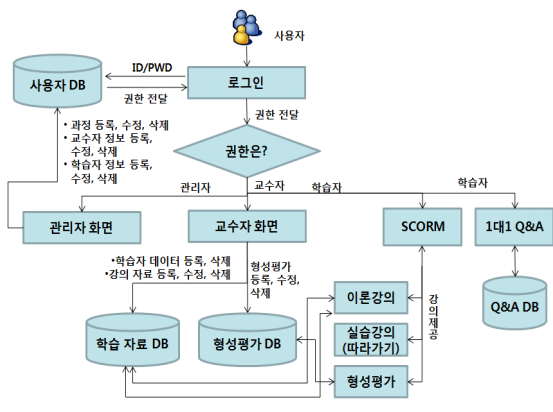 사용자
ID/PWD
사용자 DB
로그인
권한 전달
권한 전달
• 과정 등록, 수정, 삭제
• 교수자 정보 등록,
수정, 삭제
• 학습자 정보 등록,
수정, 삭제
권한은?
관리자
교수자
학습자
학습자
관리자 화면
교수자 화면
SCORM
1대1 Q&A
•학습자 데이터 등록, 삭제
•강의 자료 등록, 수정, 삭제
형성평가
등록, 수정,
삭제
이론강의
강의제공
Q&A DB
학습 자료 DB
형성평가 DB
실습강의
(따라가기)
형성평가